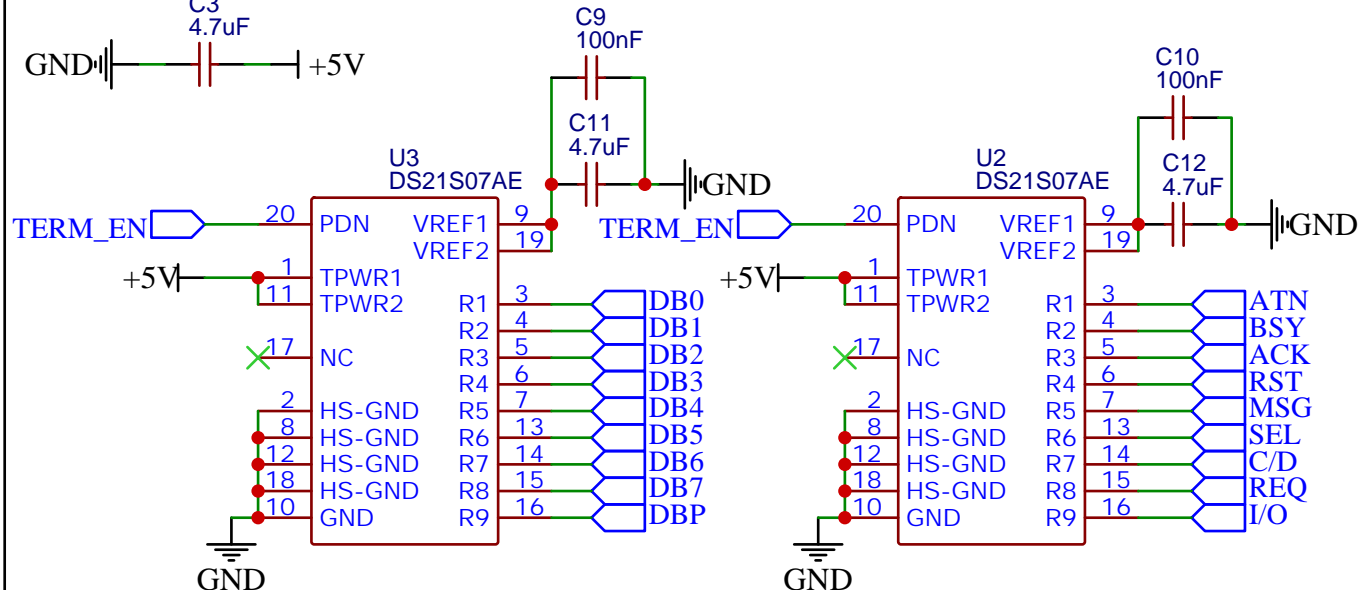 C3
4.7uF
GND
+5V
C9
100nF
C11
4.7uF
GND
U3
DS21S07AE
TERM_EN
20 PDN VREF1 9
VREF2 19
+5V
1 TPWR1
11 TPWR2 R1 3 DB0
R2 4 DB1
17 NC R3 5 DB2
R4 6 DB3
2 HS-GND R5 7 DB4
8 HS-GND R6 13 DB5
12 HS-GND R7 14 DB6
18 HS-GND R8 15 DB7
10 GND R9 16 DBP
GND
C10
100nF
C12
4.7uF
GND
U2
DS21S07AE
TERM_EN
20 PDN VREF1 9
VREF2 19
+5V
1 TPWR1
11 TPWR2 R1 3 ATN
R2 4 BSY
17 NC R3 5 ACK
R4 6 RST
2 HS-GND R5 7 MSG
8 HS-GND R6 13 SEL
12 HS-GND R7 14 C/D
18 HS-GND R8 15 REQ
10 GND R9 16 I/O
GND